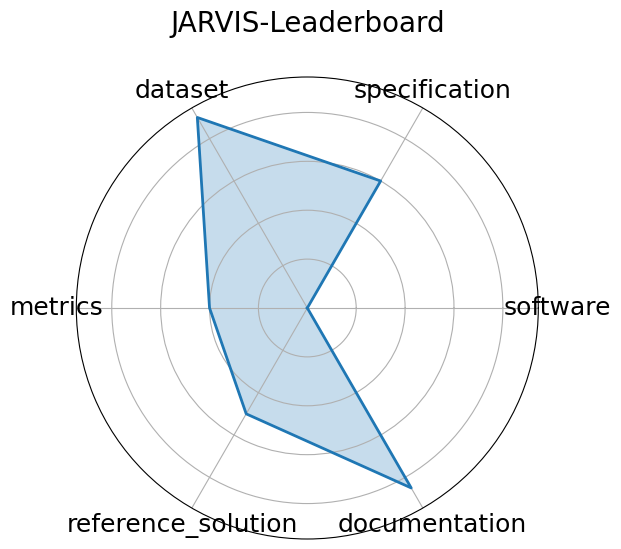 JARVIS-Leaderboard
dataset
specification
metrics
software
reference_solution
documentation